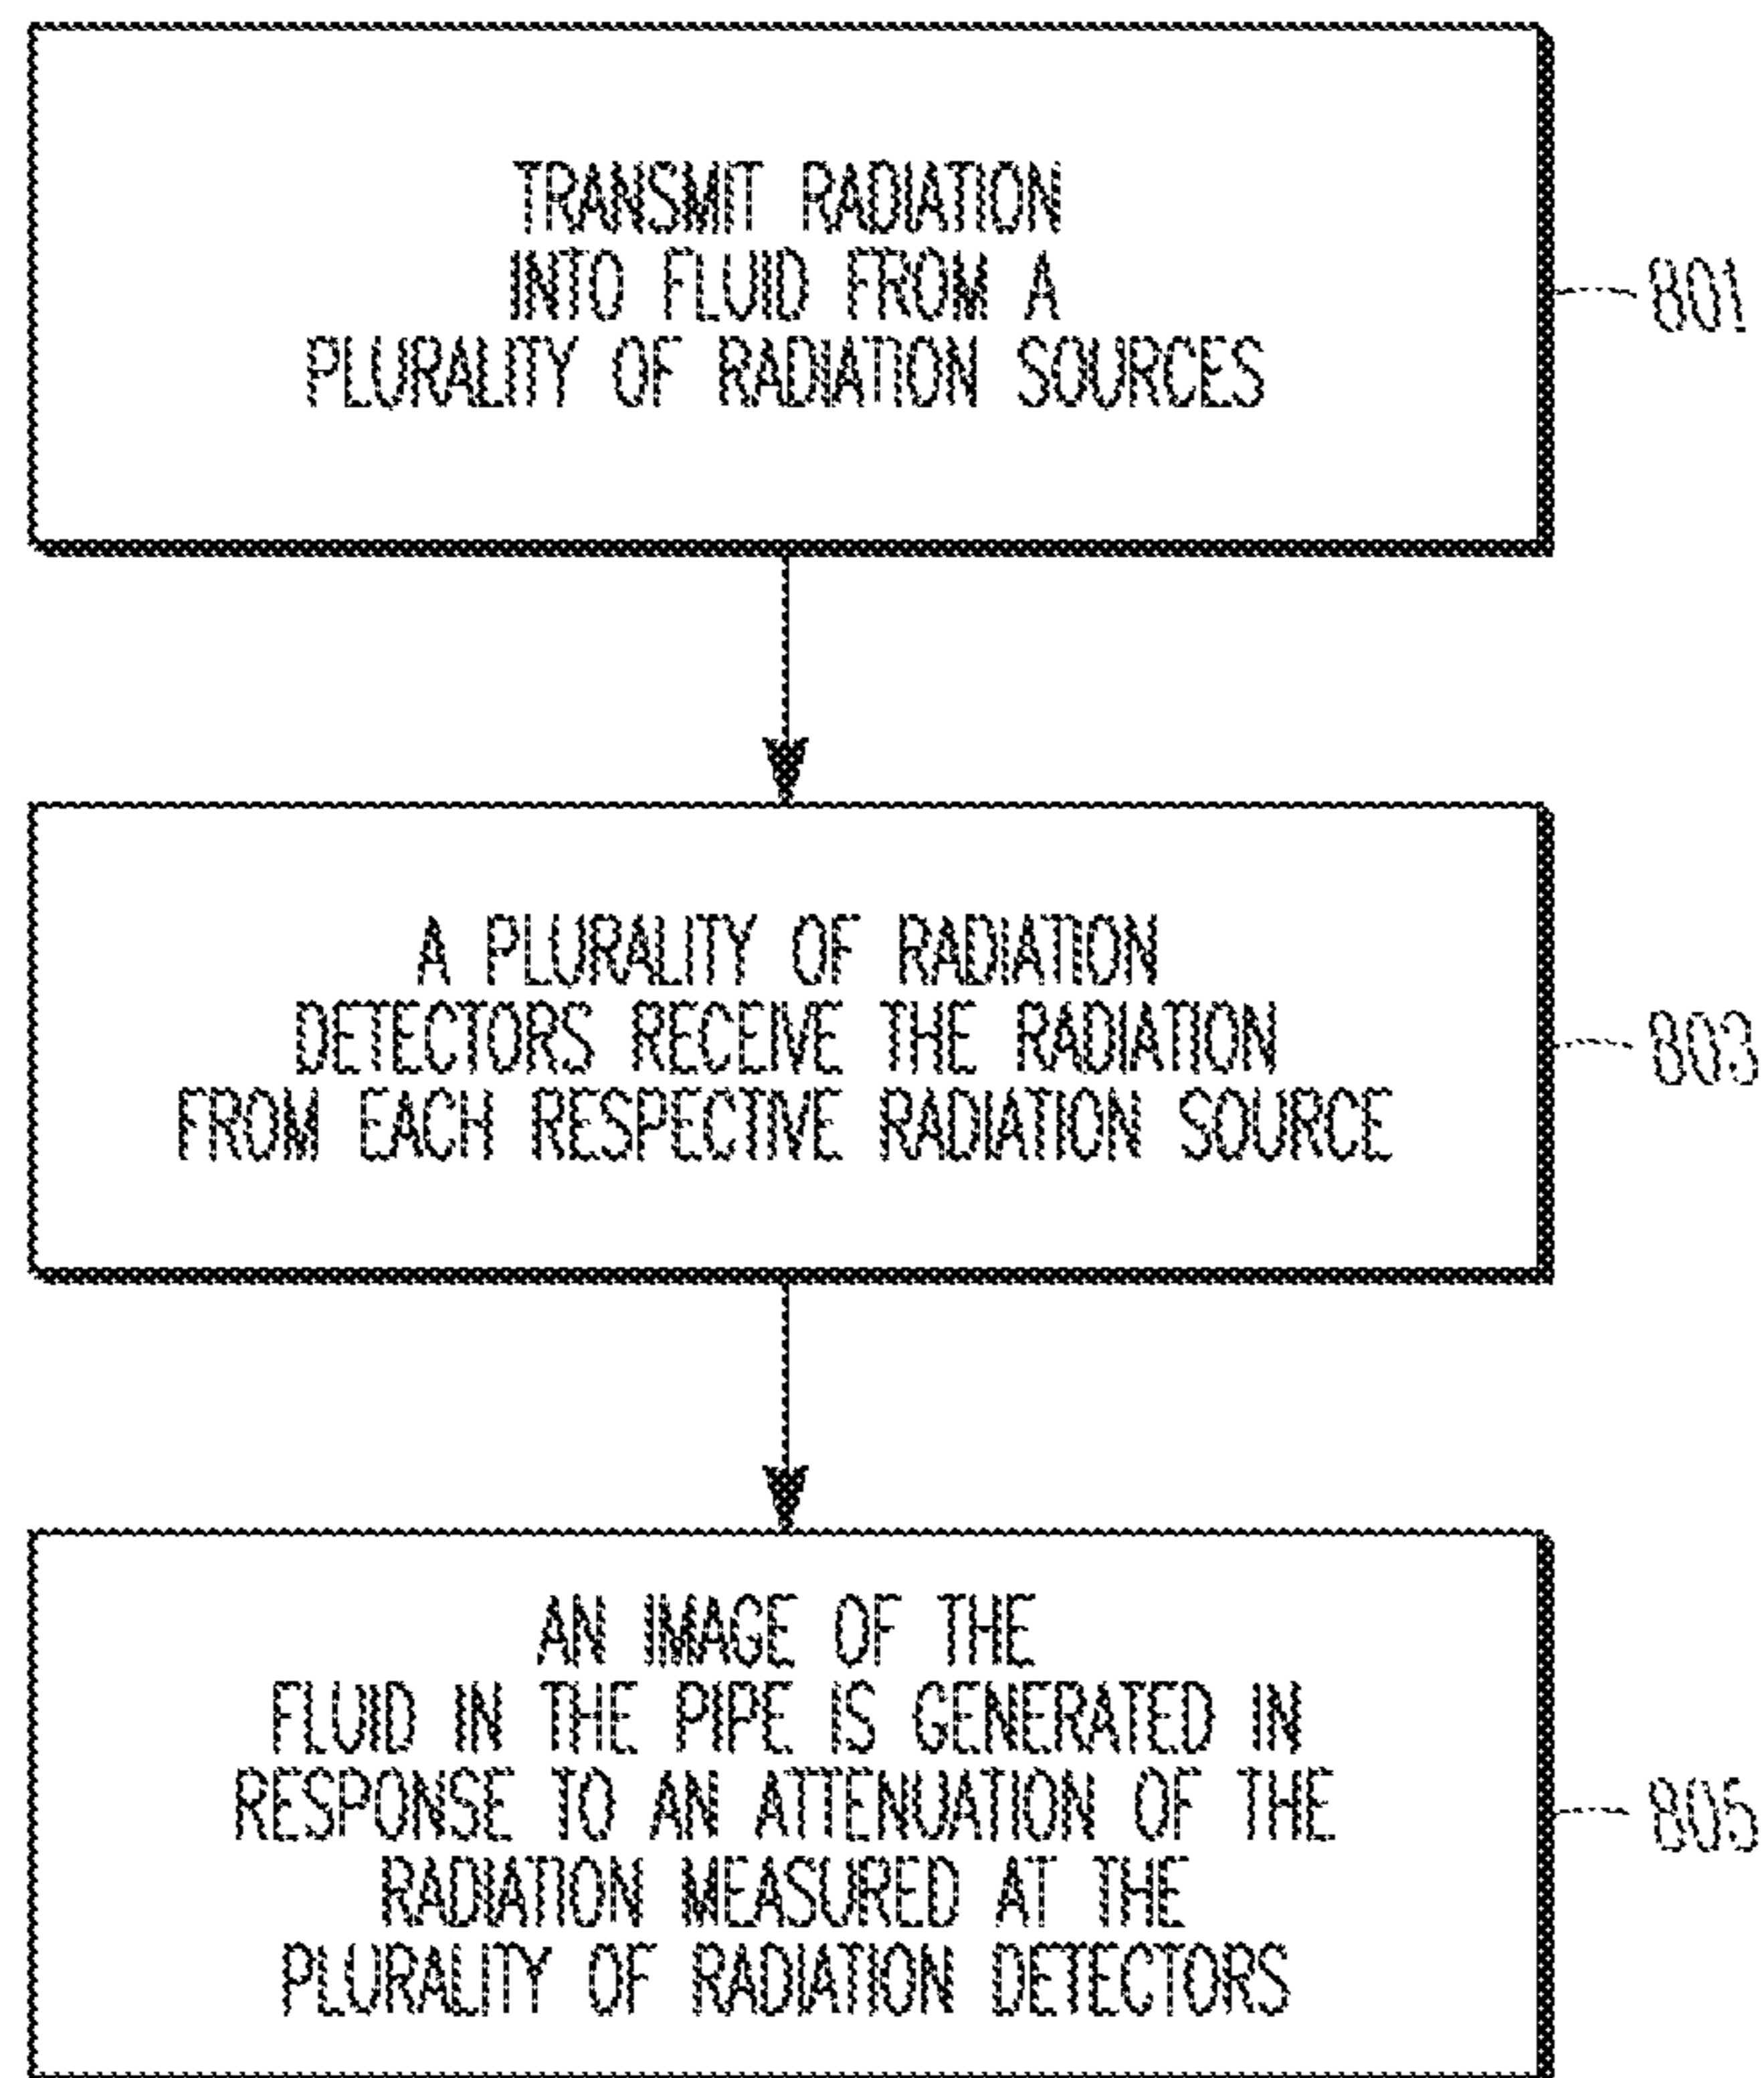 TRANSMIT RADIATION
INTO FLUID FROM A
PLURALITY OF RADIATION SOURCES
801
A PLURALITY OF RADIATION
DETECTORS RECEIVE THE RADIATION
FROM EACH RESPECTIVE RADIATION SOURCE
803
AN IMAGE OF THE
FLUID IN THE PIPE IS GENERATED IN
RESPONSE TO AN ATTENUATION OF THE
RADIATION MEASURED AT THE
PLURALITY OF RADIATION DETECTORS
805